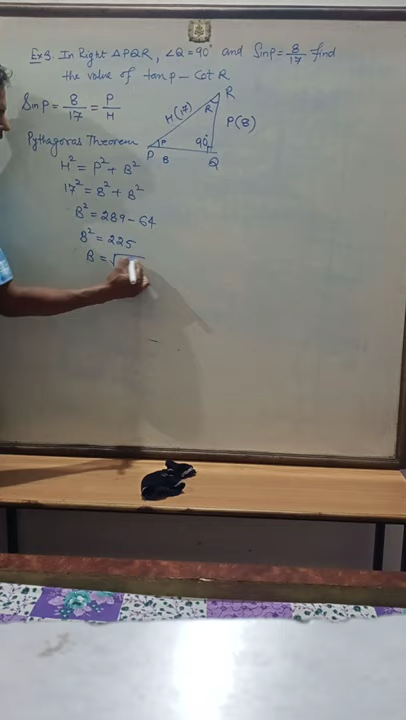 Ex3. In Right △PQR, ∠Q = 90° and Sin P = 8/17 find
the value of tan P - Cot R
Sin P = 8/17 = P/H
R
R
H (17)
P (8)
Pythagoras Theorem
P
90°
P
B
Q
H² = P² + B²
17² = 8² + B²
B² = 289 - 64
B² = 225
B = √